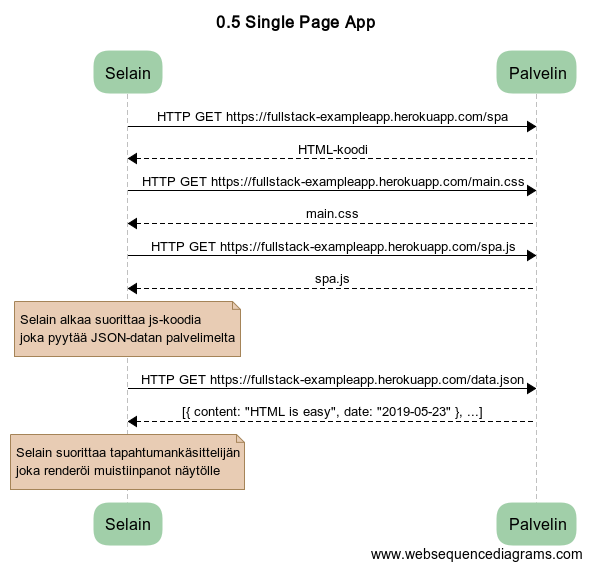 0.5 Single Page App
Selain Palvelin
HTTP GET https://fullstack-exampleapp.herokuapp.com/spa
HTML-koodi
HTTP GET https://fullstack-exampleapp.herokuapp.com/main.css
main.css
HTTP GET https://fullstack-exampleapp.herokuapp.com/spa.js
spa.js
Selain alkaa suorittaa js-koodia
joka pyytää JSON-datan palvelimelta
HTTP GET https://fullstack-exampleapp.herokuapp.com/data.json
[{ content: "HTML is easy", date: "2019-05-23" }, ...]
Selain suorittaa tapahtumankäsittelijän
joka renderöi muistiinpanot näytölle
Selain Palvelin
www.websequencediagrams.com